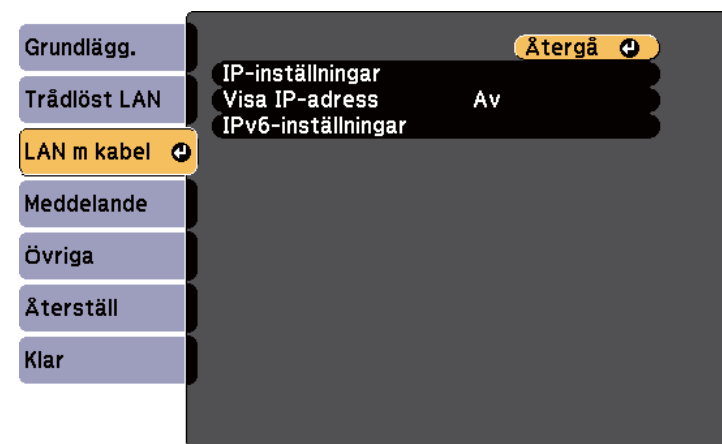 Grundlägg.
Trådlöst LAN
LAN m kabel
Meddelande
Övriga
Återställ
Klar
Återgå
IP-inställningar
Visa IP-adress Av
IPv6-inställningar